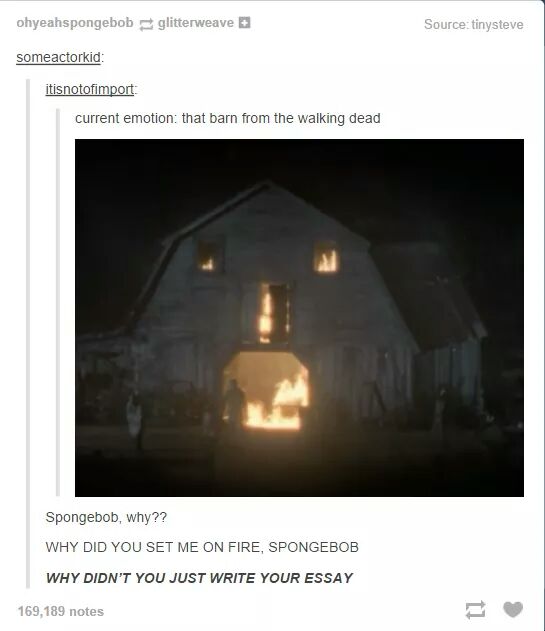 ohyeahspongebob glitterweave
Source: tinysteve
someactorkid:
itisnotofimport:
current emotion: that barn from the walking dead
Spongebob, why??
WHY DID YOU SET ME ON FIRE, SPONGEBOB
WHY DIDN'T YOU JUST WRITE YOUR ESSAY
169,189 notes